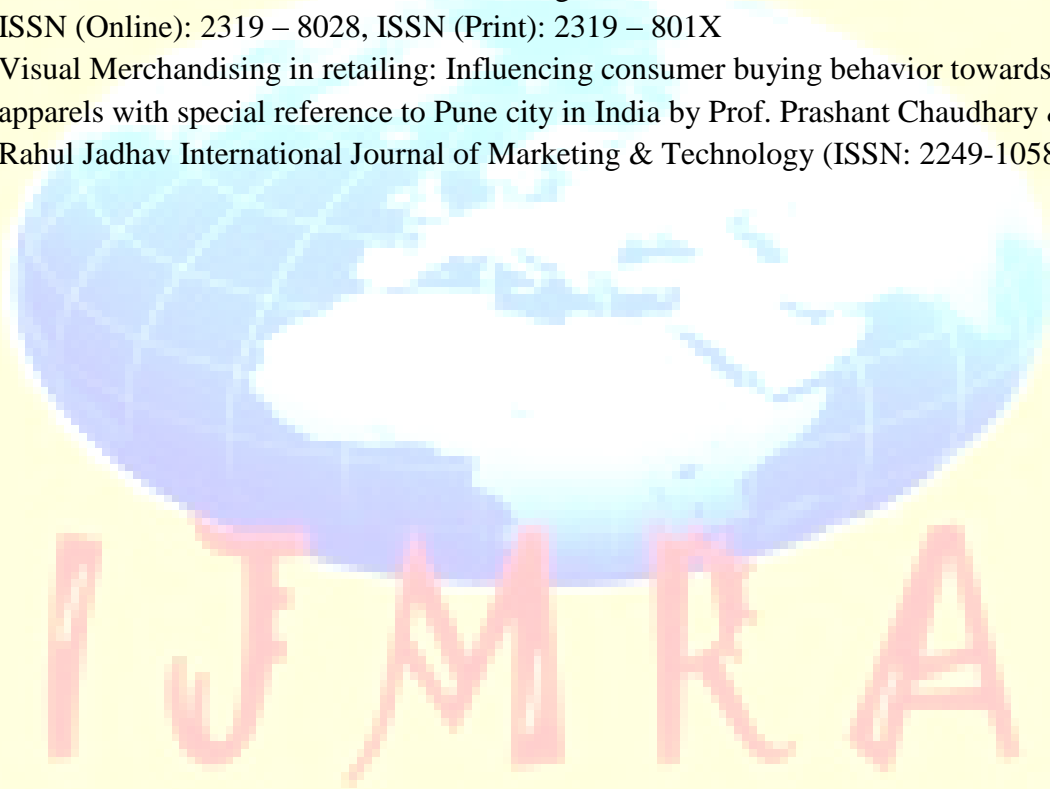 ISSN (Online): 2319 – 8028, ISSN (Print): 2319 – 801X
Visual Merchandising in retailing: Influencing consumer buying behavior towards
apparels with special reference to Pune city in India by Prof. Prashant Chaudhary
Rahul Jadhav International Journal of Marketing & Technology (ISSN: 2249-1058
IJMRA